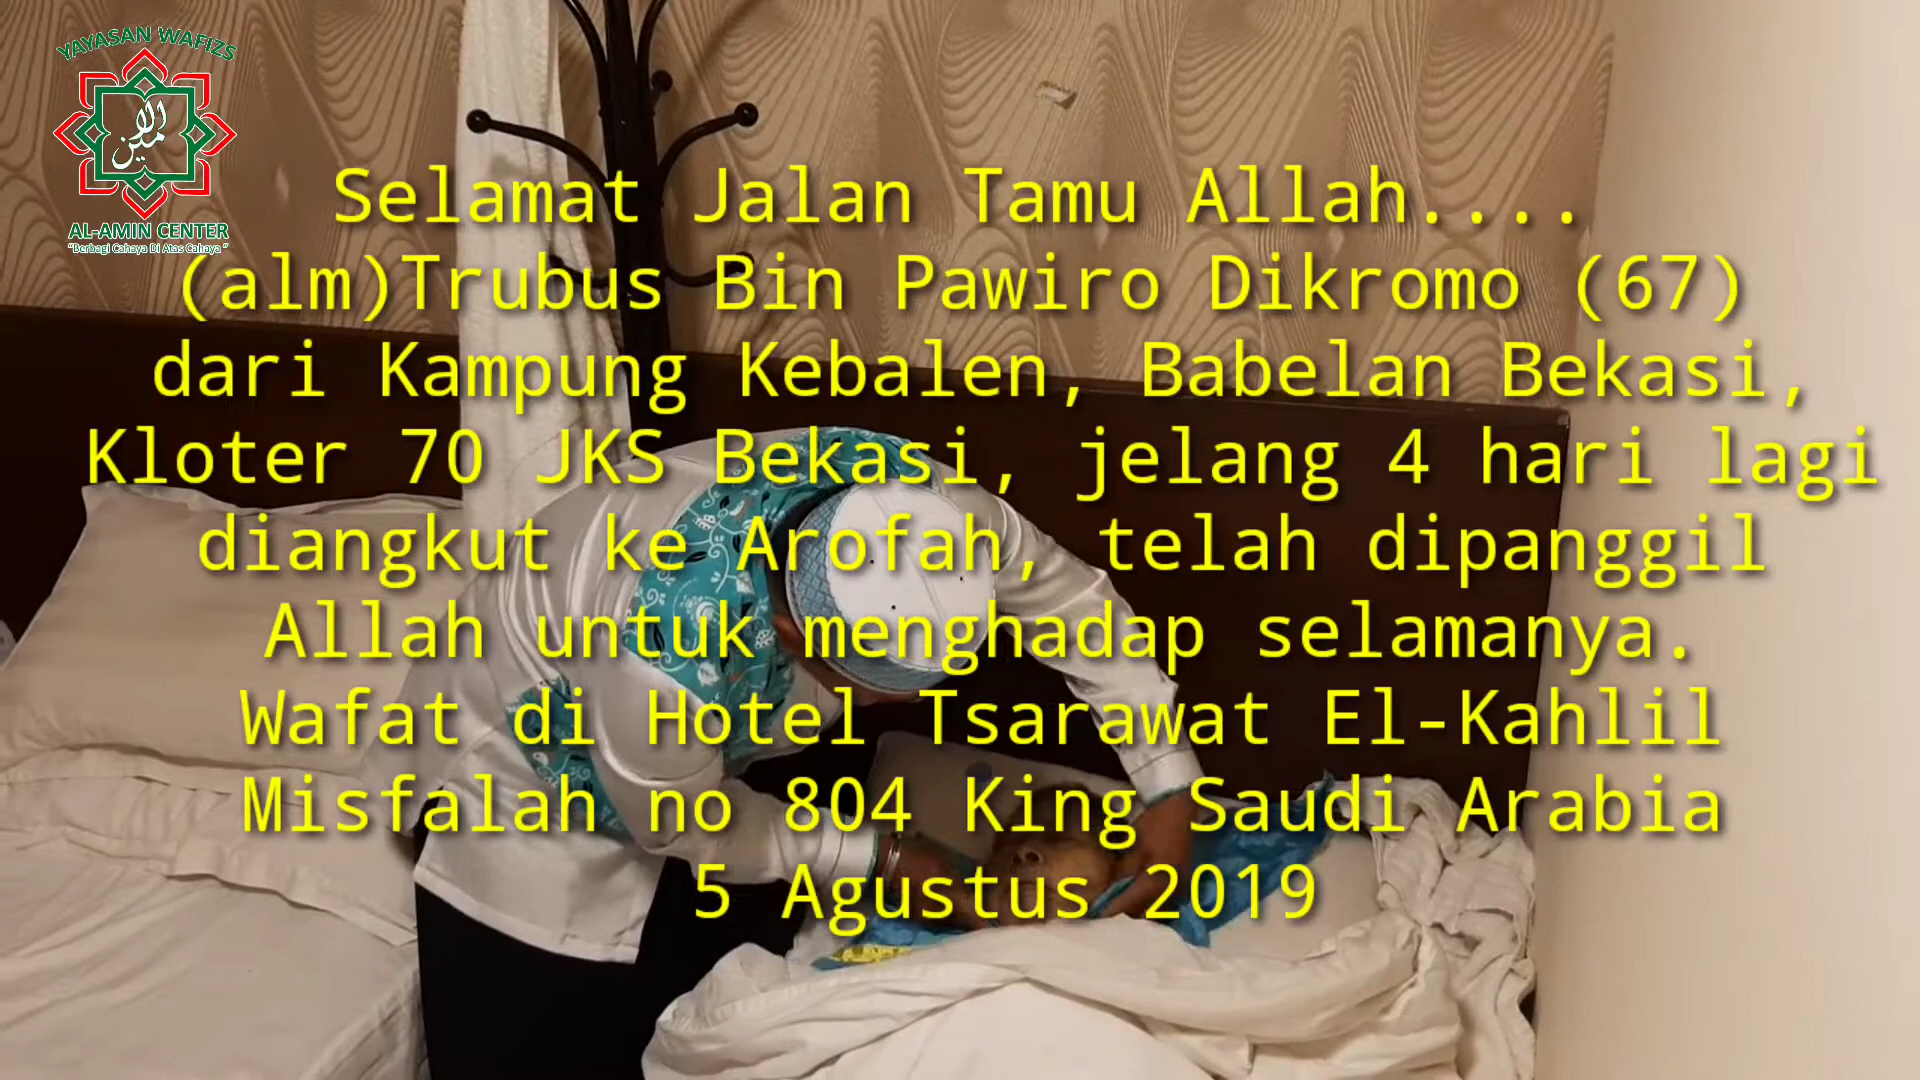 YAYASAN WAFIZS
الامين
AL-AMIN CENTER
"Berbagi Cahaya Di Atas Cahaya"
Selamat Jalan Tamu Allah....
(alm)Trubus Bin Pawiro Dikromo (67)
dari Kampung Kebalen, Babelan Bekasi,
Kloter 70 JKS Bekasi, jelang 4 hari lagi
diangkut ke Arofah, telah dipanggil
Allah untuk menghadap selamanya.
Wafat di Hotel Tsarawat El-Kahlil
Misfalah no 804 King Saudi Arabia
5 Agustus 2019